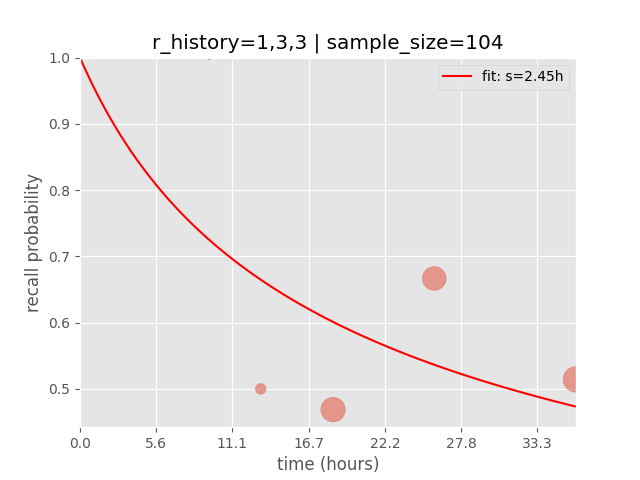 r_history=1,3,3 | sample_size=104
fit: s=2.45h
1.0
0.9
0.8
0.7
0.6
0.5
recall probability
0.0 5.6 11.1 16.7 22.2 27.8 33.3
time (hours)